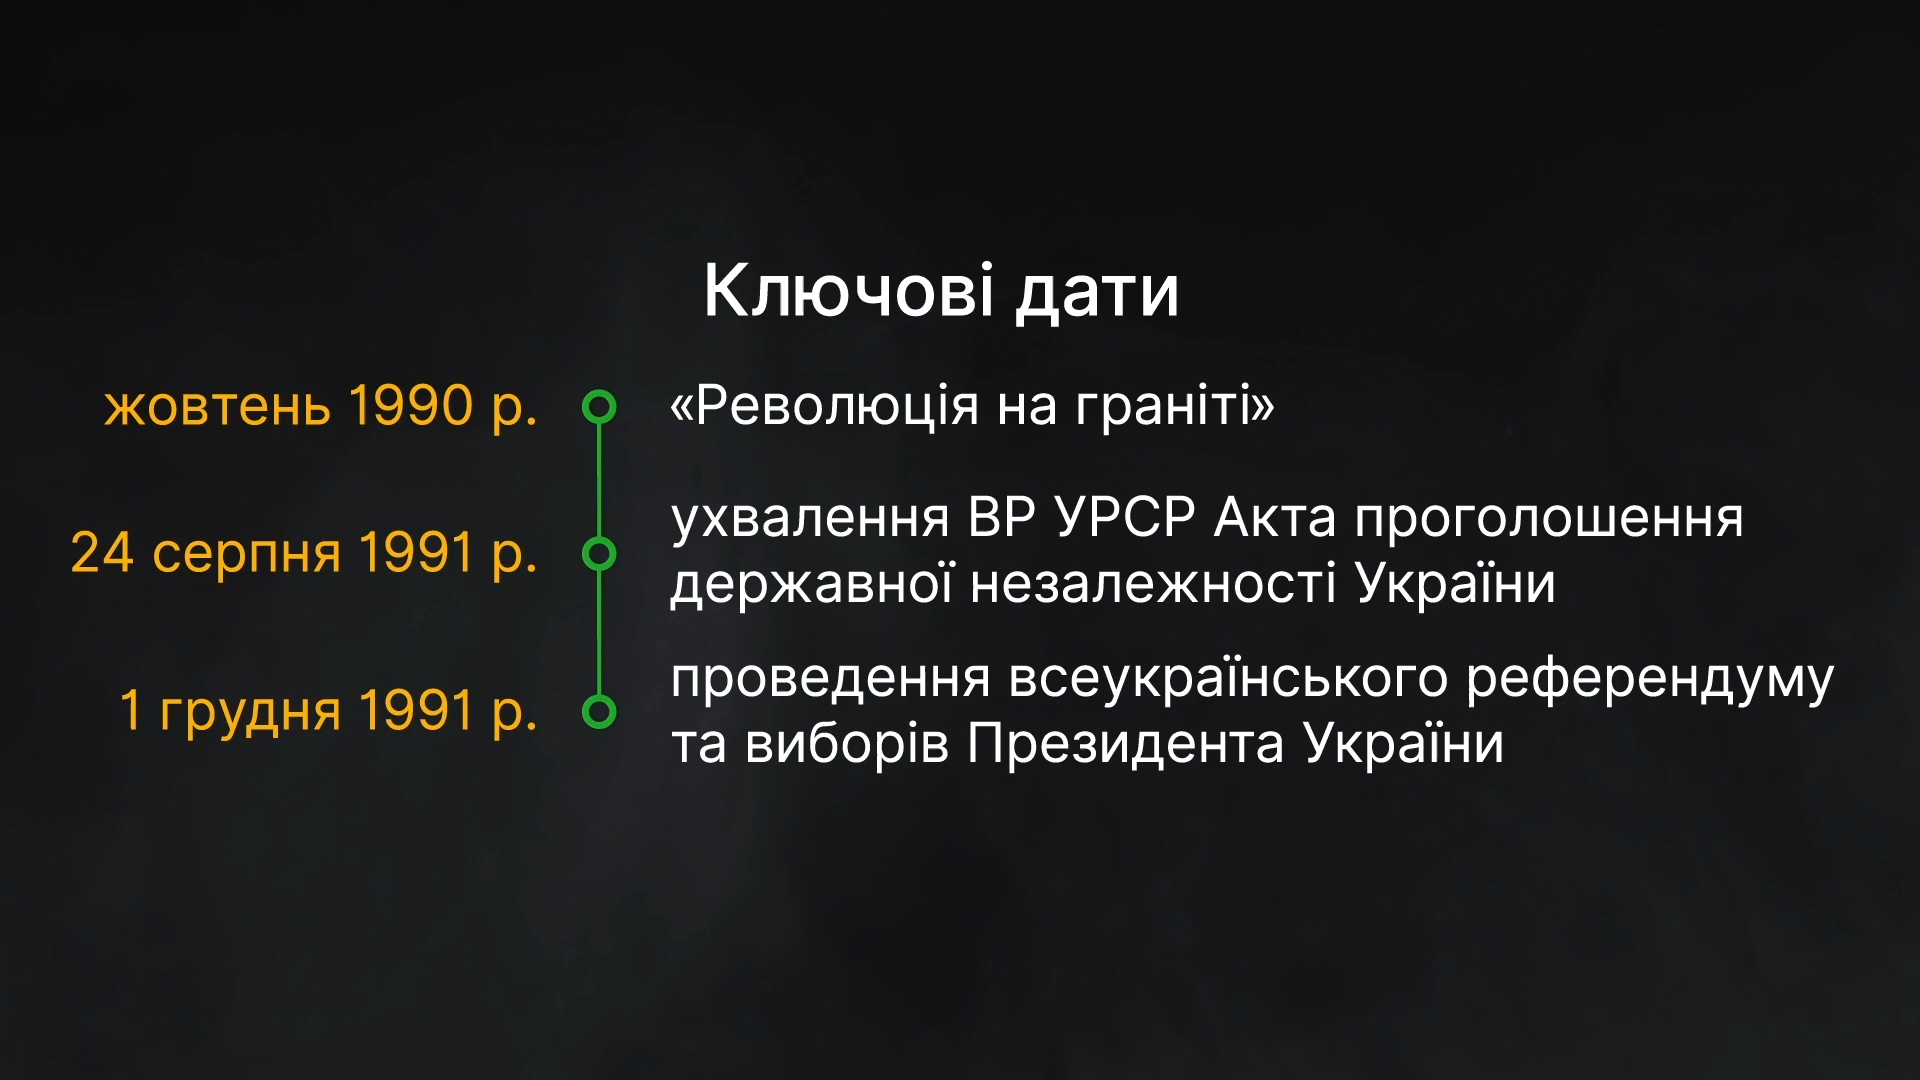 Ключові дати
жовтень 1990 р.
«Революція на граніті»
24 серпня 1991 р.
ухвалення ВР УРСР Акта проголошення
державної незалежності України
1 грудня 1991 р.
проведення всеукраїнського референдуму
та виборів Президента України